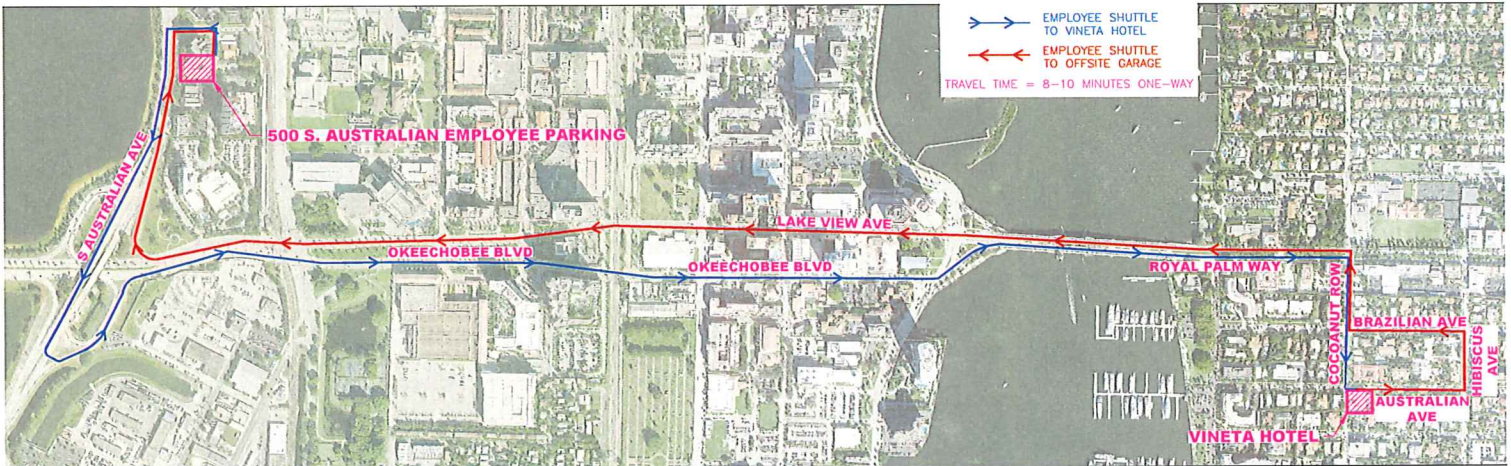 EMPLOYEE SHUTTLE
TO VINETA HOTEL
EMPLOYEE SHUTTLE
TO OFFSITE GARAGE
TRAVEL TIME = 8-10 MINUTES ONE-WAY
500 S. AUSTRALIAN EMPLOYEE PARKING
S AUSTRALIAN AVE
LAKE VIEW AVE
OKEECHOBEE BLVD
OKEECHOBEE BLVD
ROYAL PALM WAY
COCOANUT ROW
BRAZILIAN AVE
HIBISCUS
AVE
AUSTRALIAN
AVE
VINETA HOTEL